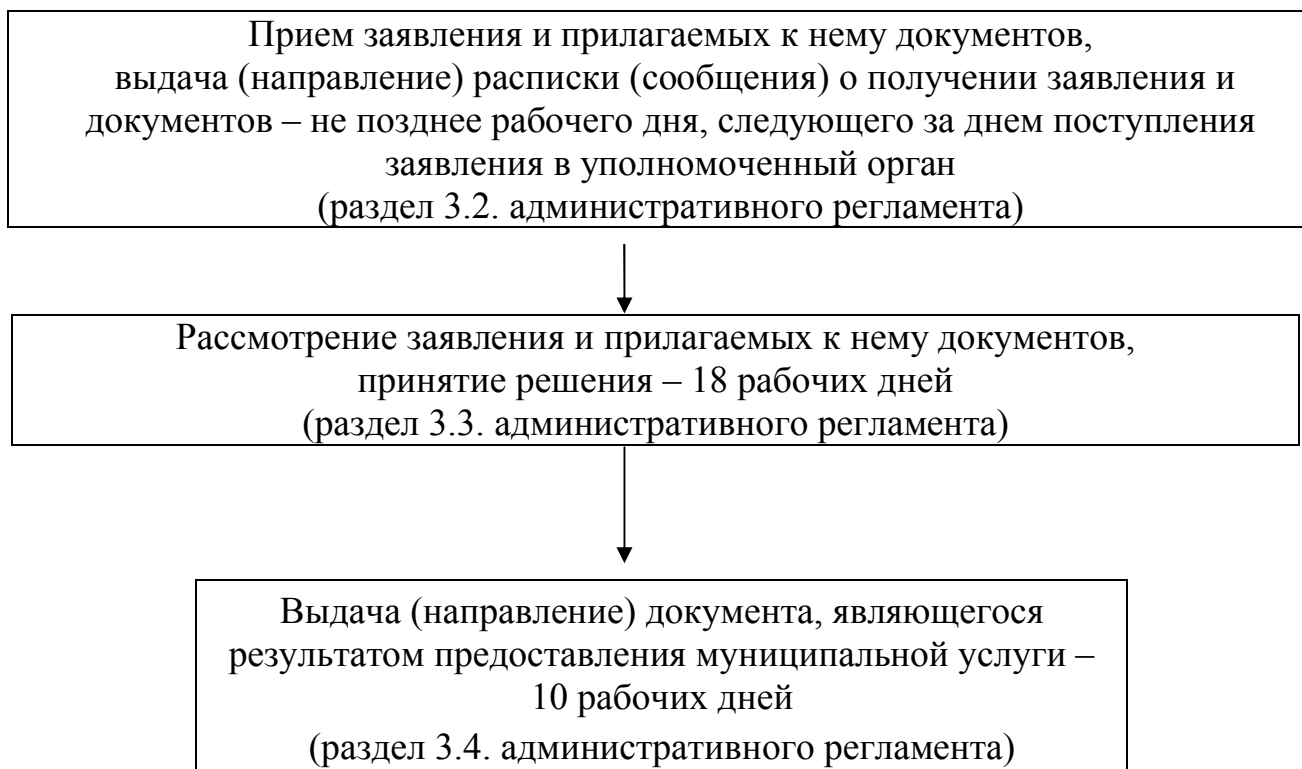 Прием заявления и прилагаемых к нему документов,
выдача (направление) расписки (сообщения) о получении заявления и
документов – не позднее рабочего дня, следующего за днем поступления
заявления в уполномоченный орган
(раздел 3.2. административного регламента)
Рассмотрение заявления и прилагаемых к нему документов,
принятие решения – 18 рабочих дней
(раздел 3.3. административного регламента)
Выдача (направление) документа, являющегося
результатом предоставления муниципальной услуги –
10 рабочих дней
(раздел 3.4. административного регламента)